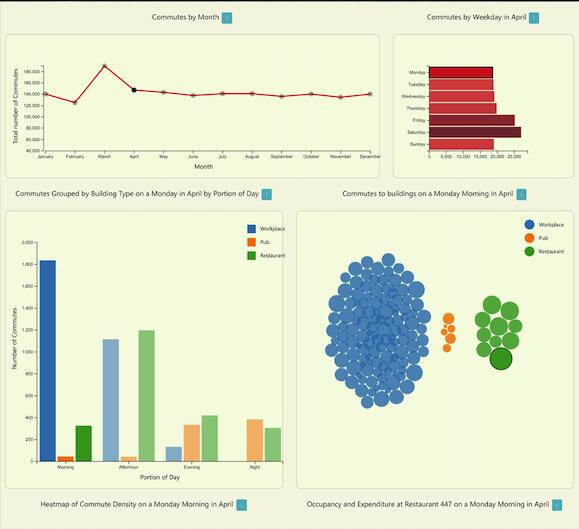 Commutes by Month
Commutes by Weekday in April
Total number of Commutes
180,000
160,000
140,000
120,000
100,000
80,000
60,000
40,000
January February March April May June July August September October November December
Month
Monday
Tuesday
Wednesday
Thursday
Friday
Saturday
Sunday
0 5,000 10,000 15,000 20,000 25,000
Commutes Grouped by Building Type on a Monday in April by Portion of Day
Commutes to buildings on a Monday Morning in April
Workplace
Pub
Restaurant
Number of Commutes
2,000
1,800
1,600
1,400
1,200
1,000
800
600
400
200
0
Morning Afternoon Evening Night
Portion of Day
Workplace
Pub
Restaurant
Heatmap of Commute Density on a Monday Morning in April
Occupancy and Expenditure at Restaurant 447 on a Monday Morning in April